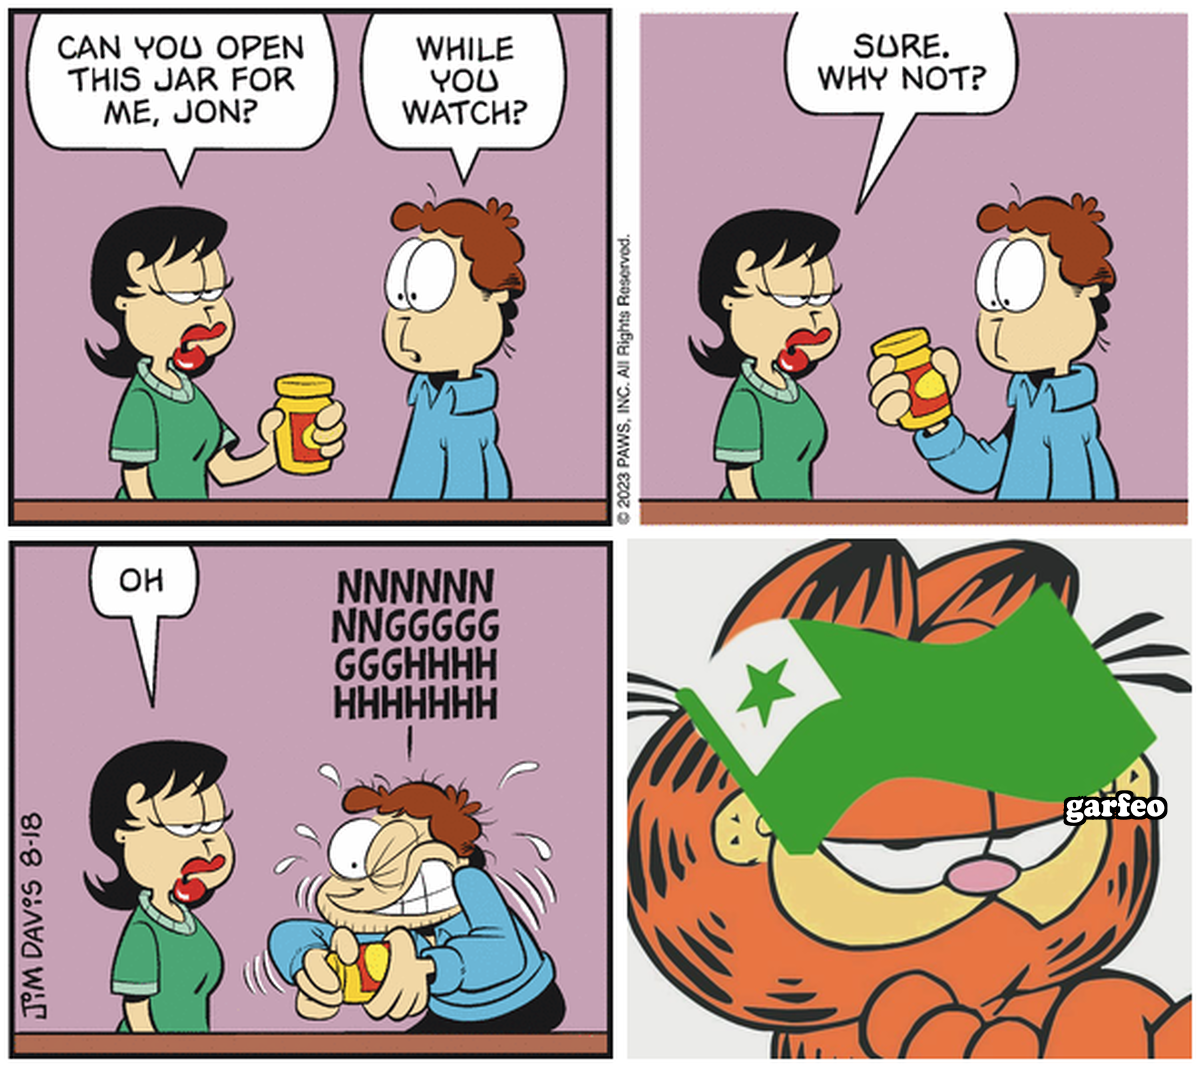 CAN YOU OPEN
THIS JAR FOR
ME, JON?
WHILE
YOU
WATCH?
© 2023 PAWS, INC. All Rights Reserved.
SURE.
WHY NOT?
OH
NNNNNN
NNGGGGG
GGGHHHH
HHHHHHH
JIM DAVIS 8-18
garfeo